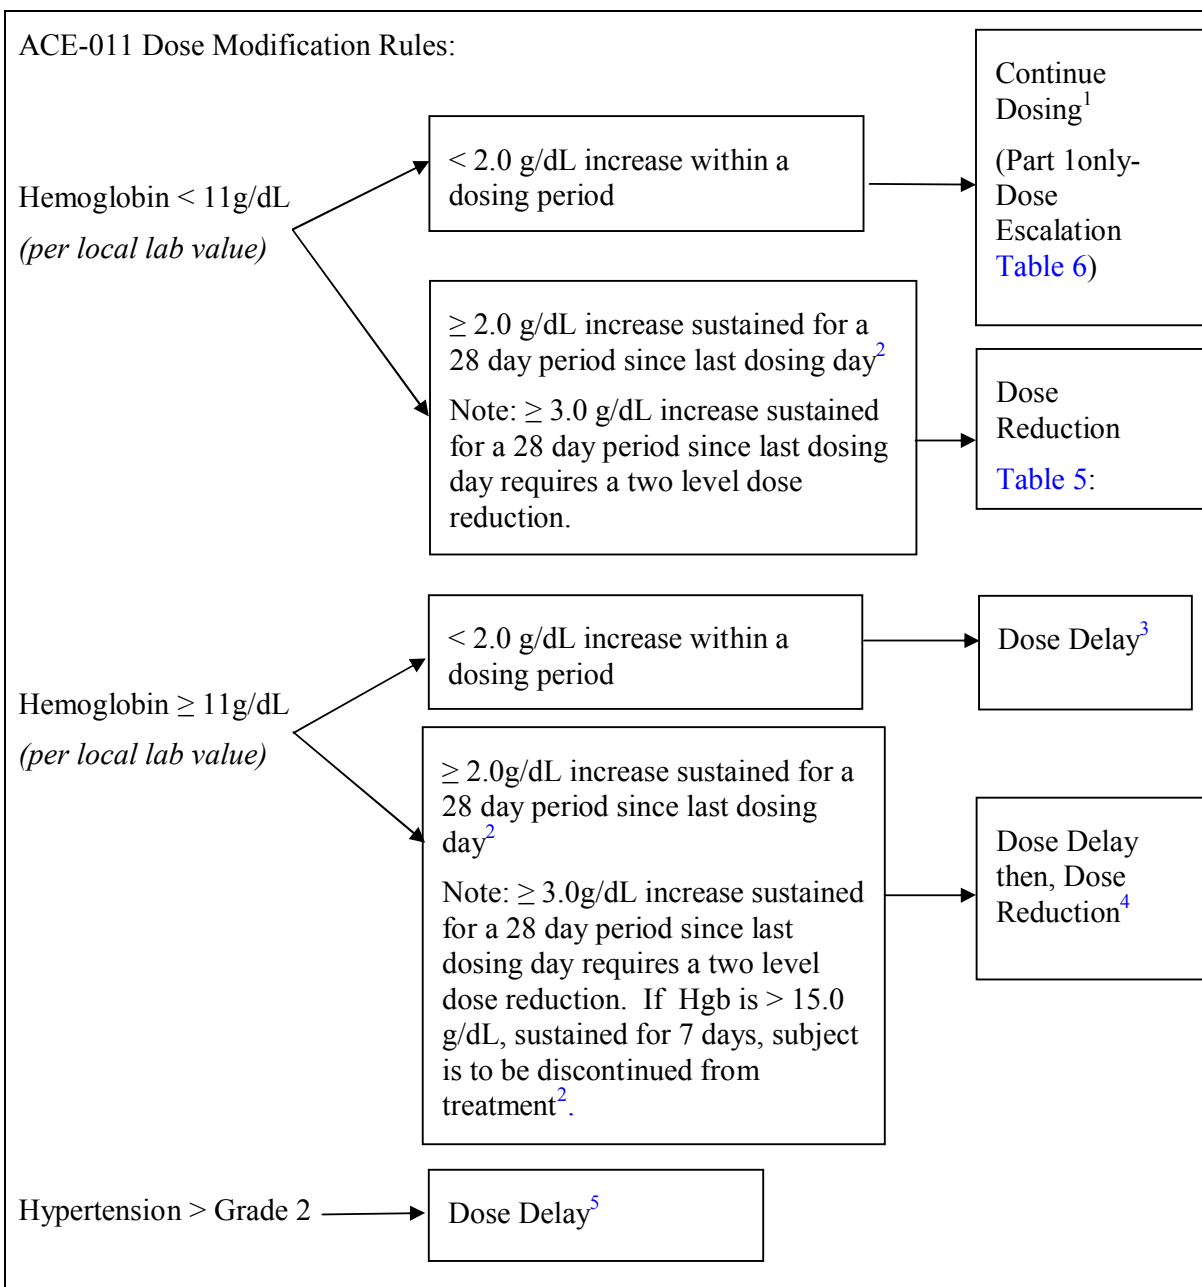 ACE-011 Dose Modification Rules:
Hemoglobin < 11g/dL
(per local lab value)
< 2.0 g/dL increase within a
dosing period
Continue
Dosing1
(Part 1only-
Dose
Escalation
Table 6)
≥ 2.0 g/dL increase sustained for a
28 day period since last dosing day2
Note: ≥ 3.0 g/dL increase sustained
for a 28 day period since last dosing
day requires a two level dose
reduction.
Dose
Reduction
Table 5:
Hemoglobin ≥ 11g/dL
(per local lab value)
< 2.0 g/dL increase within a
dosing period
Dose Delay3
≥ 2.0g/dL increase sustained for a
28 day period since last dosing
day2
Note: ≥ 3.0g/dL increase sustained
for a 28 day period since last
dosing day requires a two level
dose reduction.  If  Hgb is > 15.0
g/dL, sustained for 7 days, subject
is to be discontinued from
treatment2.
Dose Delay
then, Dose
Reduction4
Hypertension > Grade 2
Dose Delay5